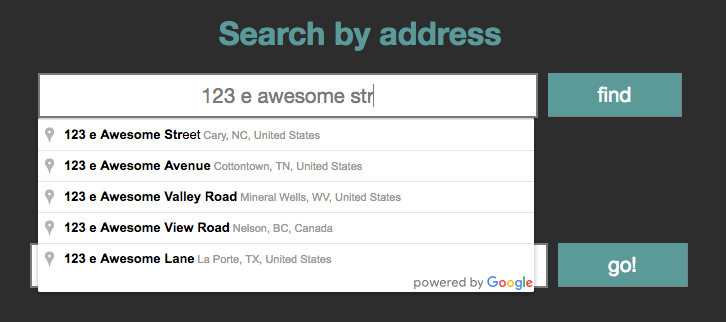 Search by address
123 e awesome str
find
123 e Awesome Street Cary, NC, United States
123 e Awesome Avenue Cottontown, TN, United States
123 e Awesome Valley Road Mineral Wells, WV, United States
123 e Awesome View Road Nelson, BC, Canada
123 e Awesome Lane La Porte, TX, United States
go!
powered by Google